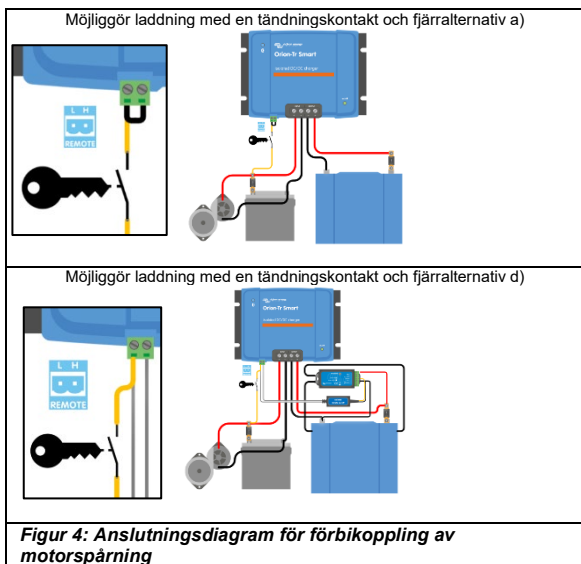 Möjliggör laddning med en tändningskontakt och fjärralternativ a)
L H
REMOTE
Orion-Tr Smart
Möjliggör laddning med en tändningskontakt och fjärralternativ d)
L H
REMOTE
Orion-Tr Smart
Figur 4: Anslutningsdiagram för förbikoppling av
motorspårning